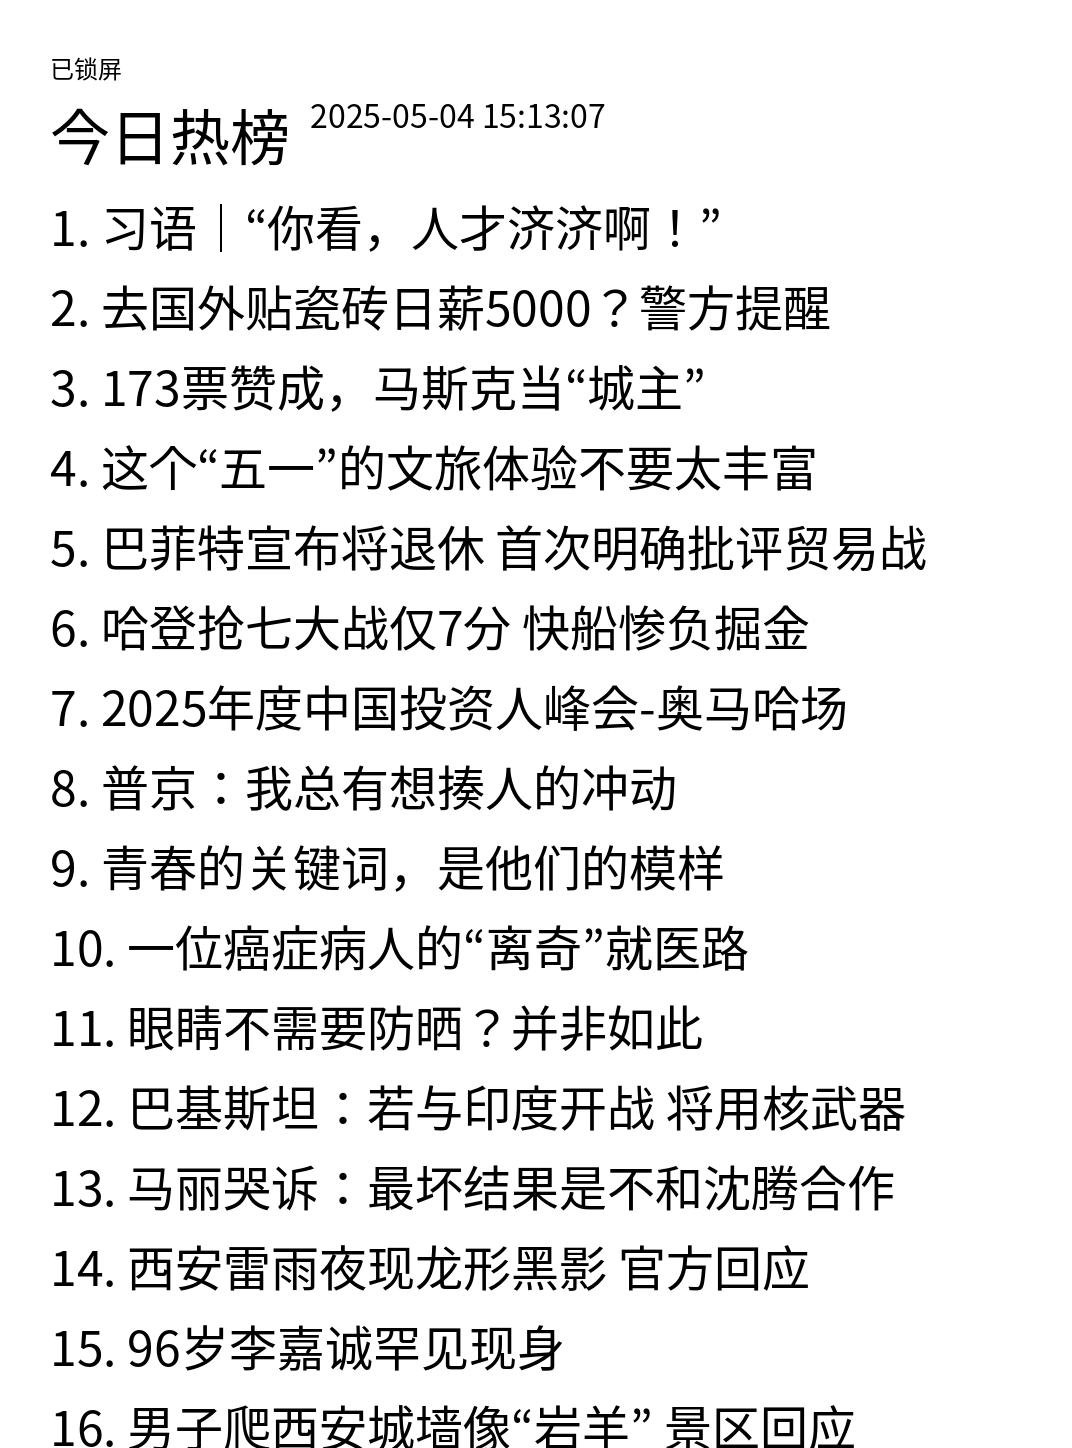 已锁屏
今日热榜 2025-05-04 15:13:07
1. 习语｜“你看，人才济济啊！”
2. 去国外贴瓷砖日薪5000？警方提醒
3. 173票赞成，马斯克当“城主”
4. 这个“五一”的文旅体验不要太丰富
5. 巴菲特宣布将退休 首次明确批评贸易战
6. 哈登抢七大战仅7分 快船惨负掘金
7. 2025年度中国投资人峰会-奥马哈场
8. 普京：我总有想揍人的冲动
9. 青春的关键词，是他们的模样
10. 一位癌症病人的“离奇”就医路
11. 眼睛不需要防晒？并非如此
12. 巴基斯坦：若与印度开战 将用核武器
13. 马丽哭诉：最坏结果是不和沈腾合作
14. 西安雷雨夜现龙形黑影 官方回应
15. 96岁李嘉诚罕见现身
16. 男子爬西安城墙像“岩羊” 景区回应